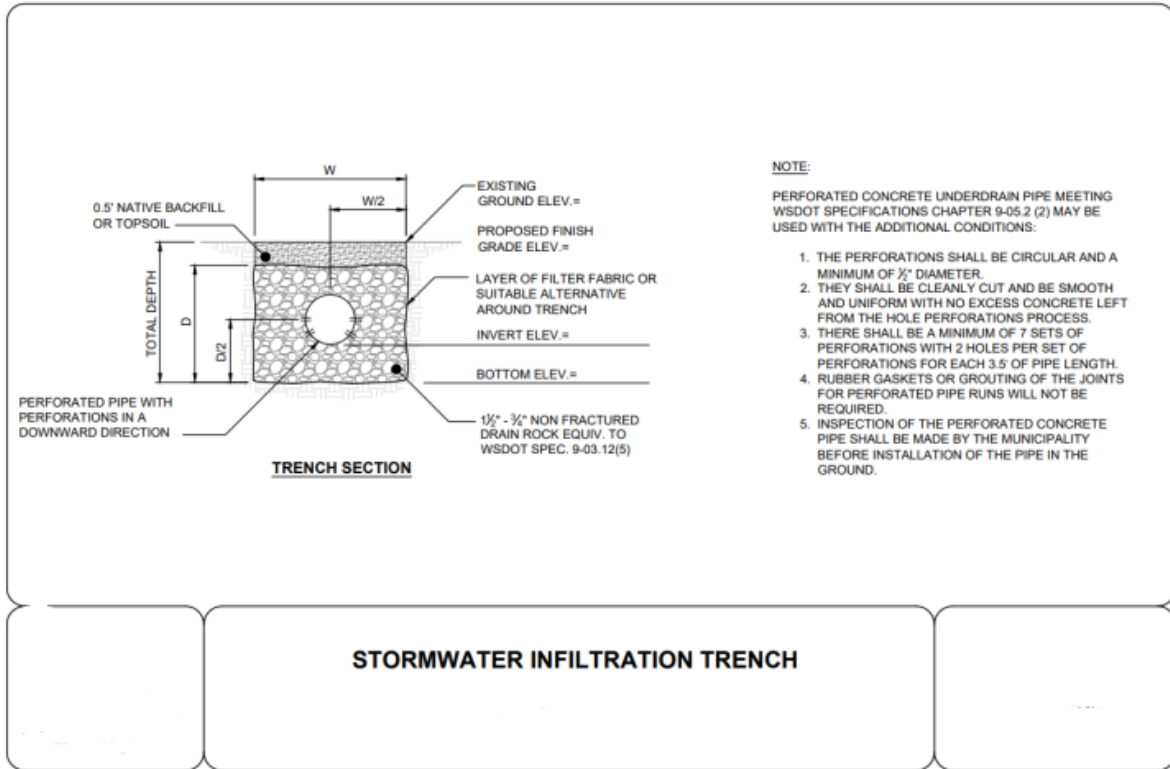 W
W/2
0.5' NATIVE BACKFILL
OR TOPSOIL
EXISTING
GROUND ELEV.=
PROPOSED FINISH
GRADE ELEV.=
LAYER OF FILTER FABRIC OR
SUITABLE ALTERNATIVE
AROUND TRENCH
INVERT ELEV.=
BOTTOM ELEV.=
TOTAL DEPTH
D
D/2
PERFORATED PIPE WITH
PERFORATIONS IN A
DOWNWARD DIRECTION
1½" - ¾" NON FRACTURED
DRAIN ROCK EQUIV. TO
WSDOT SPEC. 9-03.12(5)
TRENCH SECTION
NOTE:
PERFORATED CONCRETE UNDERDRAIN PIPE MEETING
WSDOT SPECIFICATIONS CHAPTER 9-05.2 (2) MAY BE
USED WITH THE ADDITIONAL CONDITIONS:
1. THE PERFORATIONS SHALL BE CIRCULAR AND A
MINIMUM OF ½" DIAMETER.
2. THEY SHALL BE CLEANLY CUT AND BE SMOOTH
AND UNIFORM WITH NO EXCESS CONCRETE LEFT
FROM THE HOLE PERFORATIONS PROCESS.
3. THERE SHALL BE A MINIMUM OF 7 SETS OF
PERFORATIONS WITH 2 HOLES PER SET OF
PERFORATIONS FOR EACH 3.5' OF PIPE LENGTH.
4. RUBBER GASKETS OR GROUTING OF THE JOINTS
FOR PERFORATED PIPE RUNS WILL NOT BE
REQUIRED.
5. INSPECTION OF THE PERFORATED CONCRETE
PIPE SHALL BE MADE BY THE MUNICIPALITY
BEFORE INSTALLATION OF THE PIPE IN THE
GROUND.
STORMWATER INFILTRATION TRENCH